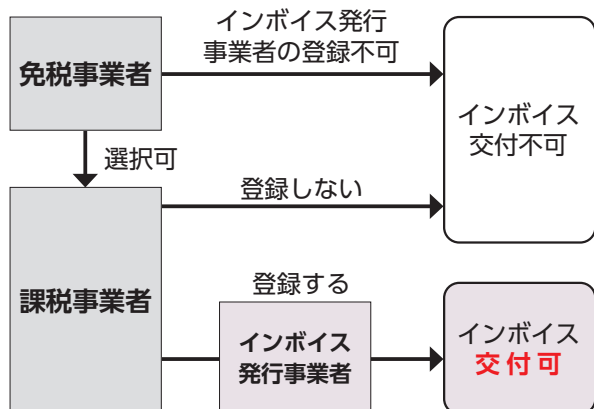 インボイス発行
事業者の登録不可
免税事業者
インボイス
交付不可
選択可
登録しない
課税事業者
登録する
インボイス
発行事業者
インボイス
交付可